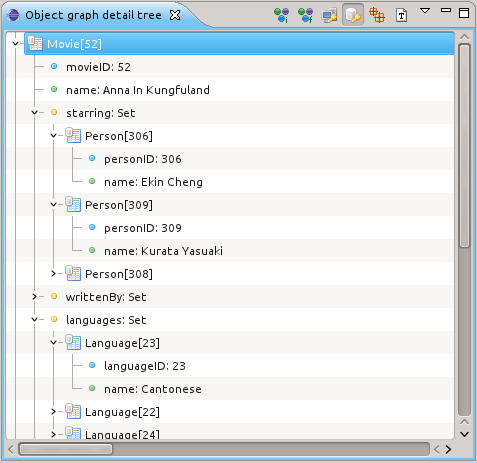 Object graph detail tree
Movie[52]
movieID: 52
name: Anna In Kungfuland
starring: Set
Person[306]
personID: 306
name: Ekin Cheng
Person[309]
personID: 309
name: Kurata Yasuaki
Person[308]
writtenBy: Set
languages: Set
Language[23]
languageID: 23
name: Cantonese
Language[22]
Language[24]